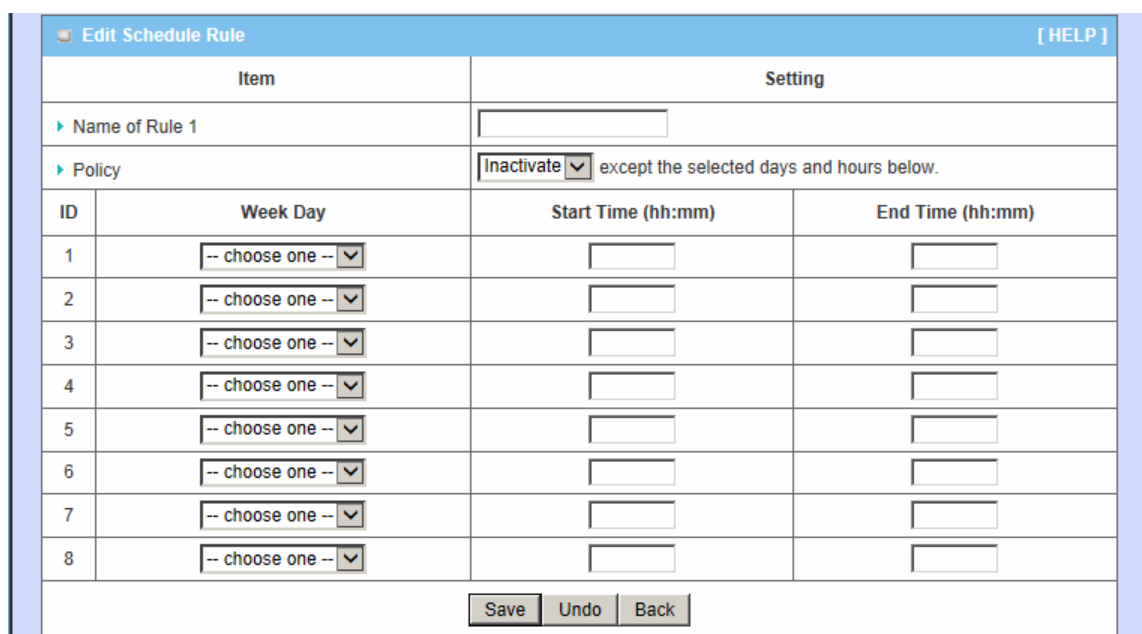 Edit Schedule Rule [ HELP ]
Item Setting
Name of Rule 1
Policy Inactivate except the selected days and hours below.
ID Week Day Start Time (hh:mm) End Time (hh:mm)
1 -- choose one --
2 -- choose one --
3 -- choose one --
4 -- choose one --
5 -- choose one --
6 -- choose one --
7 -- choose one --
8 -- choose one --
Save Undo Back